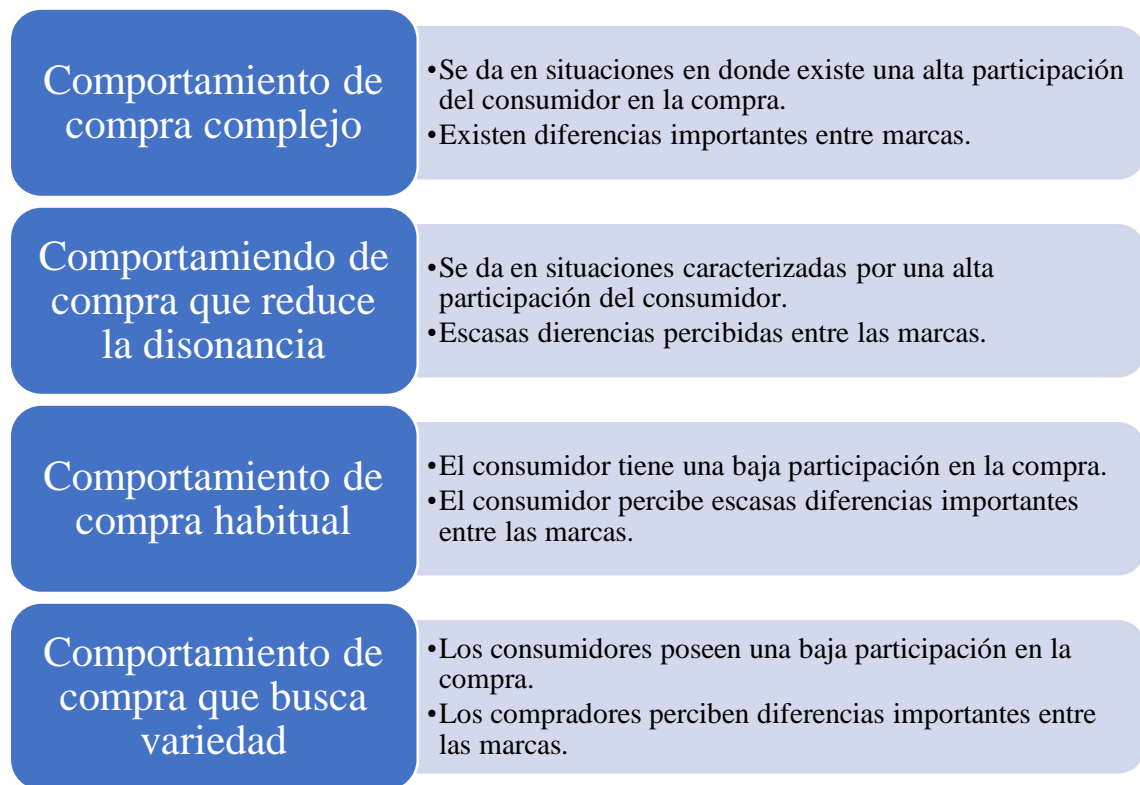 Comportamiento de
compra complejo
•Se da en situaciones en donde existe una alta participación
del consumidor en la compra.
•Existen diferencias importantes entre marcas.
Comportamiendo de
compra que reduce
la disonancia
•Se da en situaciones caracterizadas por una alta
participación del consumidor.
•Escasas dierencias percibidas entre las marcas.
Comportamiento de
compra habitual
•El consumidor tiene una baja participación en la compra.
•El consumidor percibe escasas diferencias importantes
entre las marcas.
Comportamiento de
compra que busca
variedad
•Los consumidores poseen una baja participación en la
compra.
•Los compradores perciben diferencias importantes entre
las marcas.